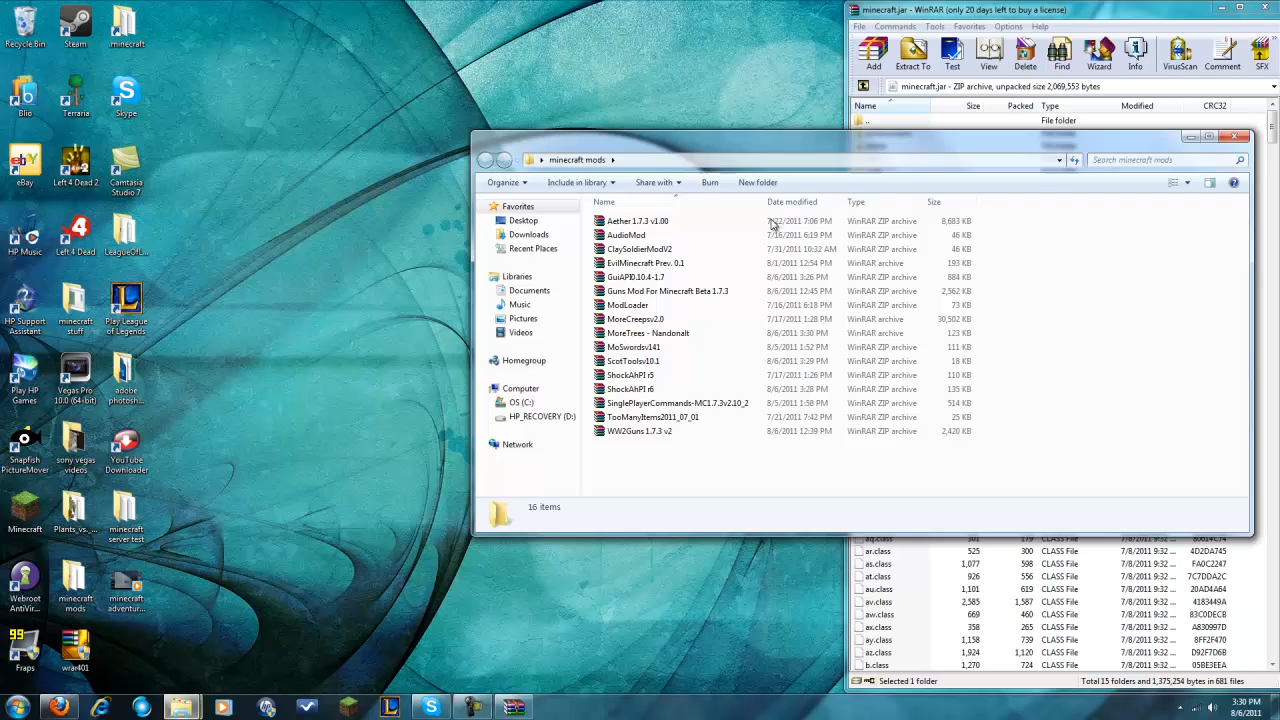 Recycle Bin
Steam
.minecraft
Blio
Terraria
Skype
eBay
Left 4 Dead 2
Camtasia
Studio 7
HP Music
Left 4 Dead
LeagueOfL...
HP Support
Assistant
minecraft
stuff
Play League
of Legends
Play HP
Games
Vegas Pro
10.0 (64-bit)
adobe
photosh...
Snapfish
PictureMover
sony vegas
videos
YouTube
Downloader
Minecraft
Plants_vs._...
minecraft
server test
Webroot
AntiVir...
minecraft
mods
minecraft
adventur...
99
Fraps
wrar401
minecraft.jar - WinRAR (only 20 days left to buy a license)
File Commands Tools Favorites Options Help
Add Extract To Test View Delete Find Wizard Info VirusScan Comment SFX
minecraft.jar - ZIP archive, unpacked size 2,069,553 bytes
Name Size Packed Type Modified CRC32
.. File folder
minecraft mods
Search minecraft mods
Organize Include in library Share with Burn New folder
Favorites
Desktop
Downloads
Recent Places
Libraries
Documents
Music
Pictures
Videos
Homegroup
Computer
OS (C:)
HP_RECOVERY (D:)
Network
Name Date modified Type Size
Aether 1.7.3 v1.00 7/22/2011 7:06 PM WinRAR ZIP archive 8,683 KB
AudioMod 7/16/2011 6:19 PM WinRAR ZIP archive 46 KB
ClaySoldierModV2 7/31/2011 10:32 AM WinRAR ZIP archive 46 KB
EvilMinecraft Prev. 0.1 8/1/2011 12:54 PM WinRAR archive 193 KB
GuiAPI0.10.4-1.7 8/6/2011 3:26 PM WinRAR ZIP archive 884 KB
Guns Mod For Minecraft Beta 1.7.3 8/6/2011 12:45 PM WinRAR ZIP archive 2,562 KB
ModLoader 7/16/2011 6:18 PM WinRAR ZIP archive 73 KB
MoreCreepsv2.0 7/17/2011 1:28 PM WinRAR archive 30,502 KB
MoreTrees - Nandonalt 8/6/2011 3:30 PM WinRAR ZIP archive 123 KB
MoSwordsv141 8/5/2011 1:52 PM WinRAR ZIP archive 111 KB
ScotToolsv10.1 8/6/2011 3:29 PM WinRAR ZIP archive 18 KB
ShockAhPI r5 7/17/2011 1:26 PM WinRAR ZIP archive 110 KB
ShockAhPI r6 8/6/2011 3:28 PM WinRAR ZIP archive 135 KB
SinglePlayerCommands-MC1.7.3v2.10_2 8/5/2011 1:58 PM WinRAR ZIP archive 514 KB
TooManyItems2011_07_01 7/21/2011 7:42 PM WinRAR ZIP archive 25 KB
WW2Guns 1.7.3 v2 8/6/2011 12:39 PM WinRAR ZIP archive 2,420 KB
16 items
aq.class 301 179 CLASS File 7/8/2011 9:32 ... 80614C74
ar.class 525 300 CLASS File 7/8/2011 9:32 ... 4D2DA745
as.class 1,077 598 CLASS File 7/8/2011 9:32 ... FA0C2247
at.class 926 556 CLASS File 7/8/2011 9:32 ... 7C7DDA2C
au.class 1,101 619 CLASS File 7/8/2011 9:32 ... 20AD4A64
av.class 2,585 1,587 CLASS File 7/8/2011 9:32 ... 4183449A
aw.class 669 460 CLASS File 7/8/2011 9:32 ... 83C0DECB
ax.class 358 265 CLASS File 7/8/2011 9:32 ... A830997D
ay.class 1,158 739 CLASS File 7/8/2011 9:32 ... 8FF2F470
az.class 1,924 1,120 CLASS File 7/8/2011 9:32 ... D92F7D6B
b.class 1,270 724 CLASS File 7/8/2011 9:32 ... 05BE3EEA
Selected 1 folder Total 15 folders and 1,375,254 bytes in 681 files
3:30 PM
8/6/2011